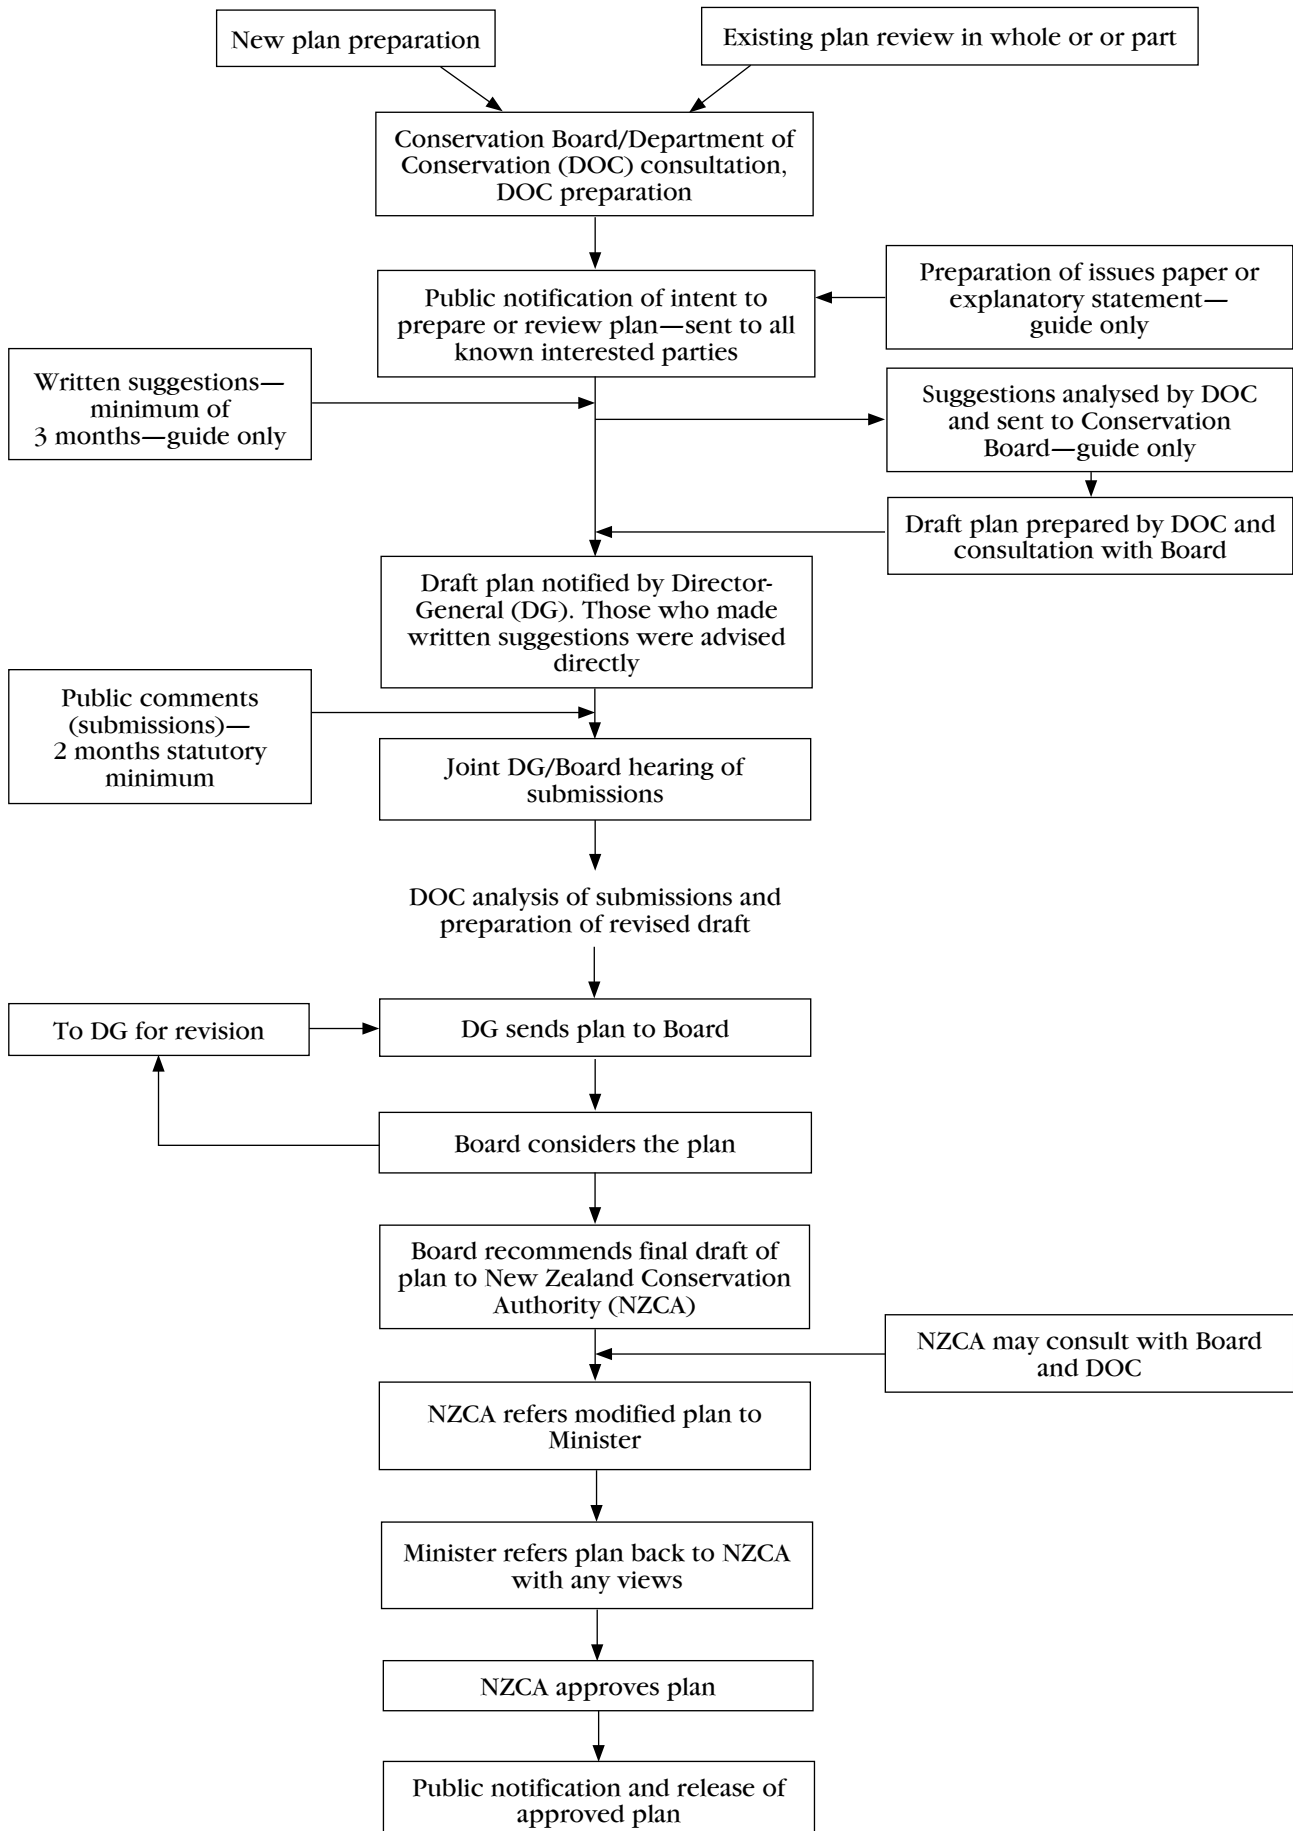 New plan preparation
Existing plan review in whole or or part
Conservation Board/Department of
Conservation (DOC) consultation,
DOC preparation
Public notification of intent to
prepare or review plan—sent to all
known interested parties
Preparation of issues paper or
explanatory statement—
guide only
Written suggestions—
minimum of
3 months—guide only
Suggestions analysed by DOC
and sent to Conservation
Board—guide only
Draft plan prepared by DOC and
consultation with Board
Draft plan notified by Director-
General (DG). Those who made
written suggestions were advised
directly
Public comments
(submissions)—
2 months statutory
minimum
Joint DG/Board hearing of
submissions
DOC analysis of submissions and
preparation of revised draft
To DG for revision
DG sends plan to Board
Board considers the plan
Board recommends final draft of
plan to New Zealand Conservation
Authority (NZCA)
NZCA may consult with Board
and DOC
NZCA refers modified plan to
Minister
Minister refers plan back to NZCA
with any views
NZCA approves plan
Public notification and release of
approved plan